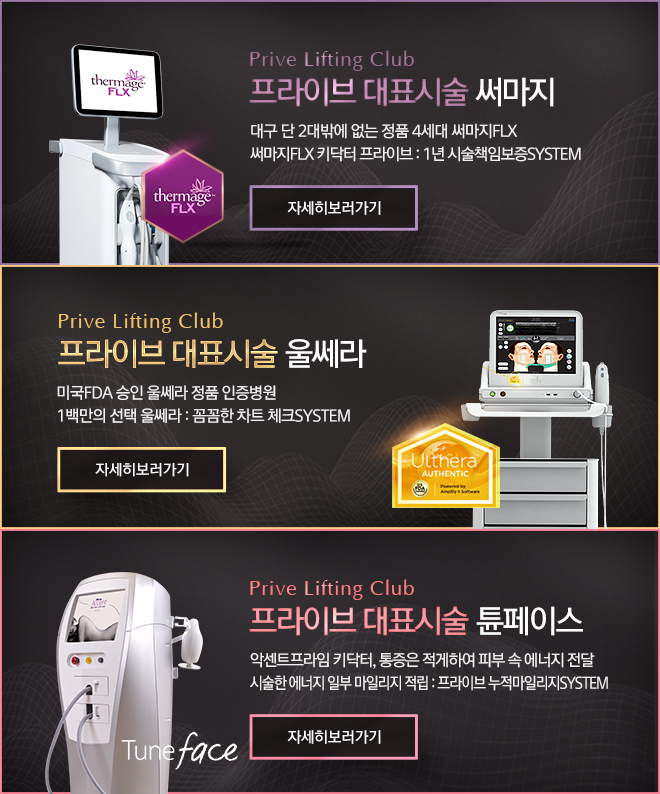 Prive Lifting Club
프라이브 대표시술 써마지
대구 단 2대밖에 없는 정품 4세대 써마지FLX
써마지FLX 키닥터 프라이브 : 1년 시술책임보증SYSTEM
자세히보러가기
thermage
FLX
thermage™
FLX
Prive Lifting Club
프라이브 대표시술 울쎄라
미국FDA 승인 울쎄라 정품 인증병원
1백만의 선택 울쎄라 : 꼼꼼한 차트 체크SYSTEM
자세히보러가기
Ulthera
AUTHENTIC
FDA
Powered by
Amplify II Software
Prive Lifting Club
프라이브 대표시술 튠페이스
악센트프라임 키닥터, 통증은 적게하여 피부 속 에너지 전달
시술한 에너지 일부 마일리지 적립 : 프라이브 누적마일리지SYSTEM
자세히보러가기
Accent
Tuneface